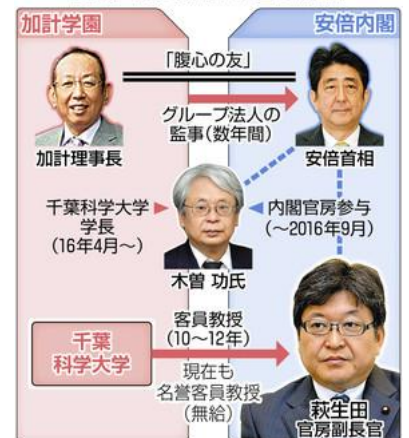 加計学園
安倍内閣
「腹心の友」
グループ法人の
監事(数年間)
加計理事長
安倍首相
千葉科学大学
学長
(16年4月～)
内閣官房参与
(～2016年9月)
木曽 功氏
千葉
科学大学
客員教授
(10～12年)
現在も
名誉客員教授
(無給)
萩生田
官房副長官